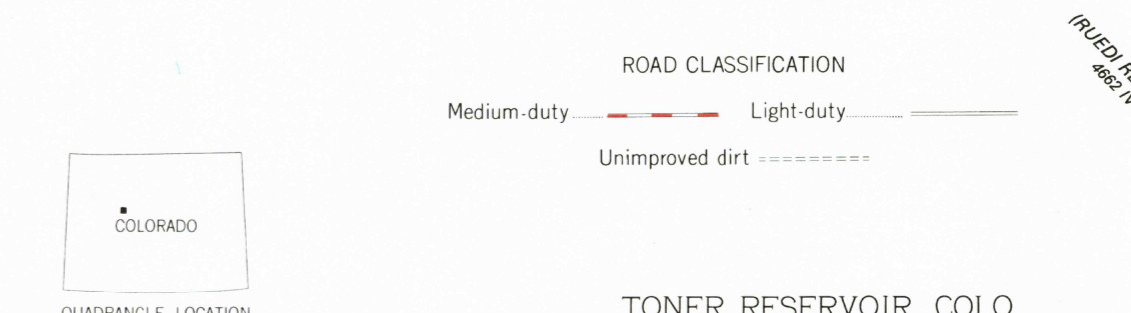 (RUEDI
4662
ROAD CLASSIFICATION
Medium-duty Light-duty
Unimproved dirt
COLORADO
QUADRANGLE LOCATION
TONER RESERVOIR, COLO